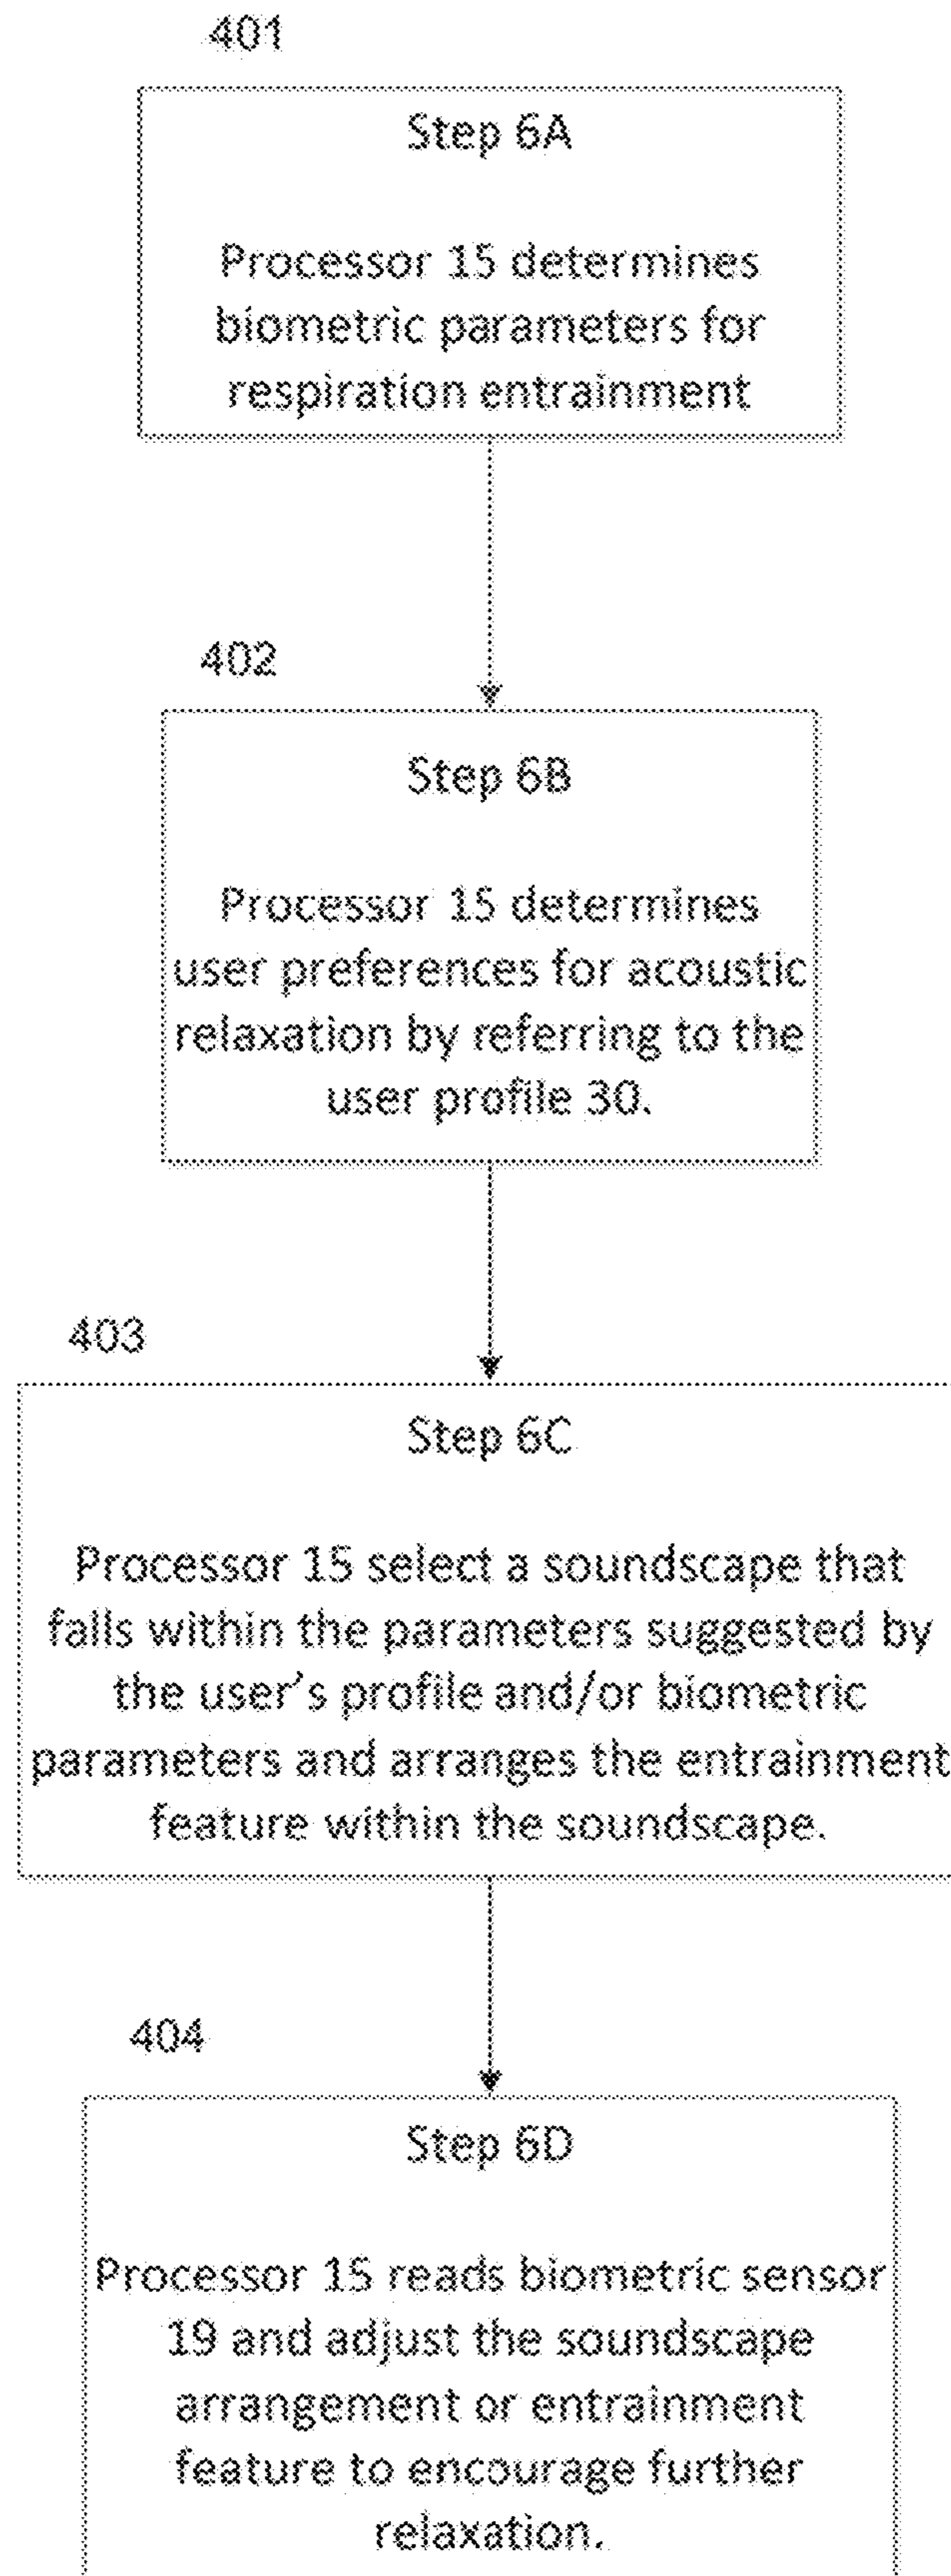 401
Step 6A
Processor 15 determines
biometric parameters for
respiration entrainment
402
Step 6B
Processor 15 determines
user preferences for acoustic
relaxation by referring to the
user profile 30.
403
Step 6C
Processor 15 select a soundscape that
falls within the parameters suggested by
the user's profile and/or biometric
parameters and arranges the entrainment
feature within the soundscape.
404
Step 6D
Processor 15 reads biometric sensor
19 and adjust the soundscape
arrangement or entrainment
feature to encourage further
relaxation.